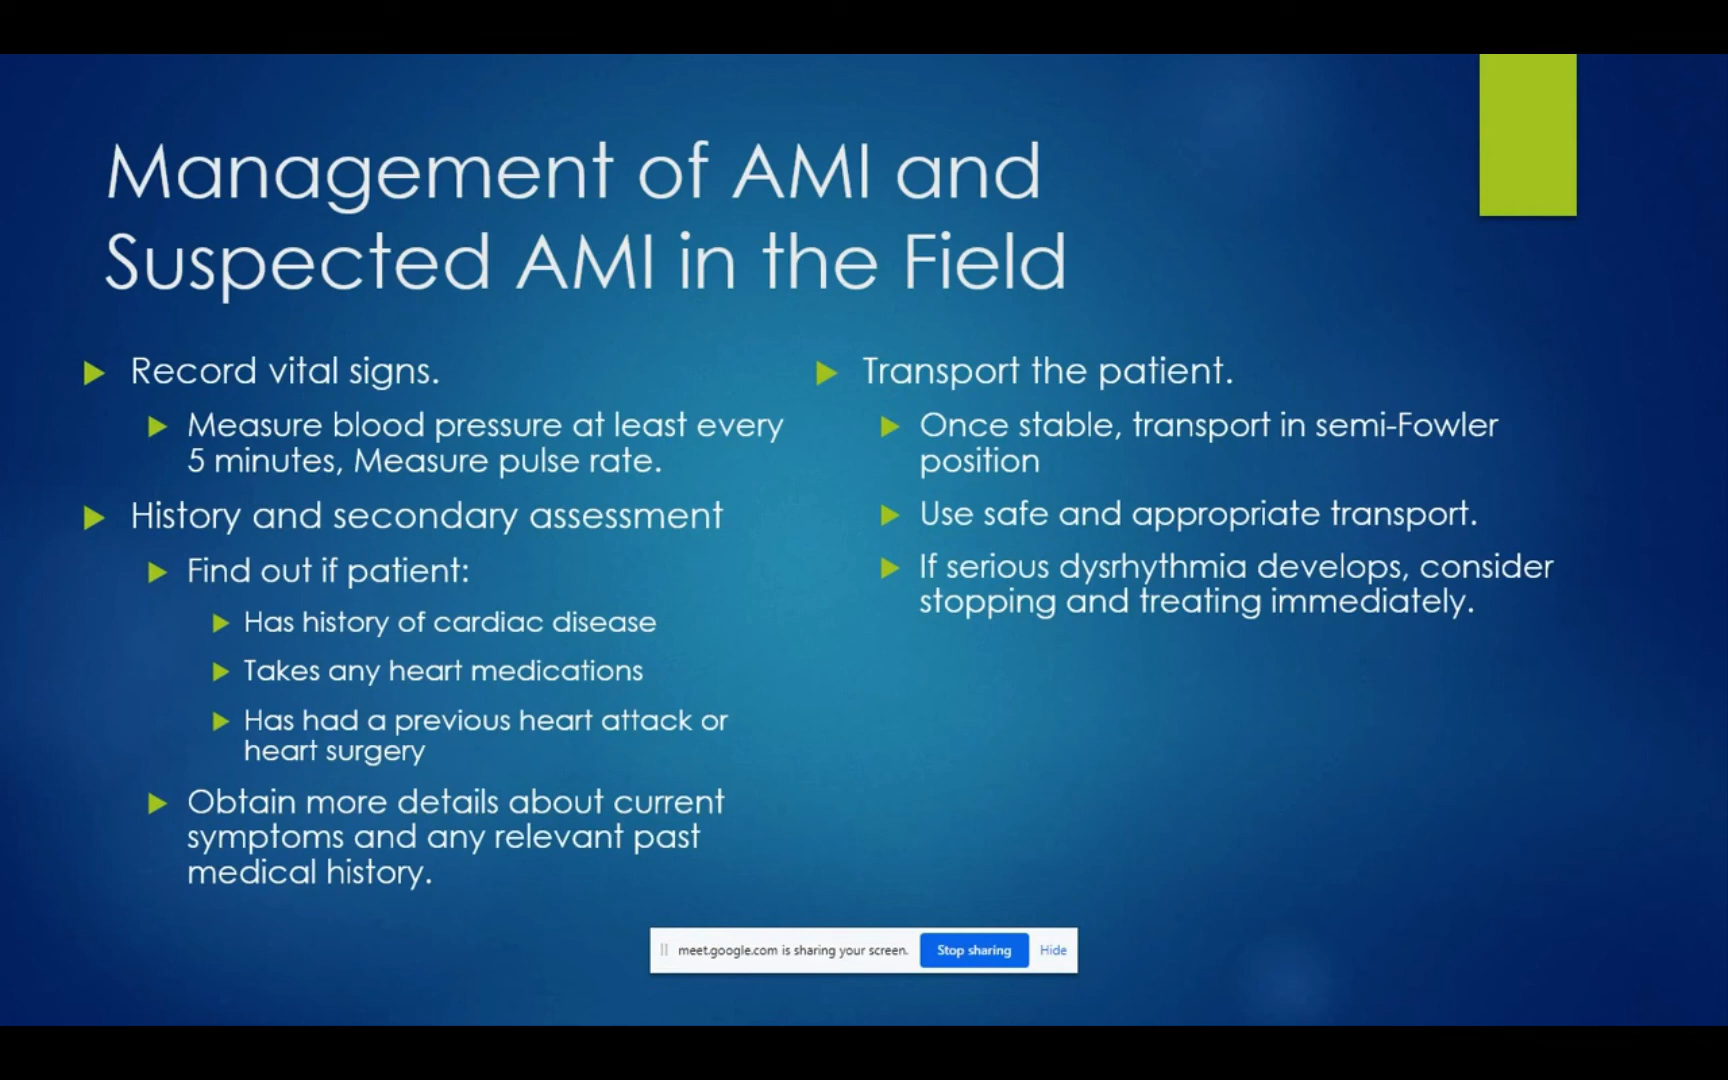 Management of AMI and
Suspected AMI in the Field
Record vital signs.
Measure blood pressure at least every
5 minutes, Measure pulse rate.
History and secondary assessment
Find out if patient:
Has history of cardiac disease
Takes any heart medications
Has had a previous heart attack or
heart surgery
Obtain more details about current
symptoms and any relevant past
medical history.
Transport the patient.
Once stable, transport in semi-Fowler
position
Use safe and appropriate transport.
If serious dysrhythmia develops, consider
stopping and treating immediately.
meet.google.com is sharing your screen. Stop sharing Hide